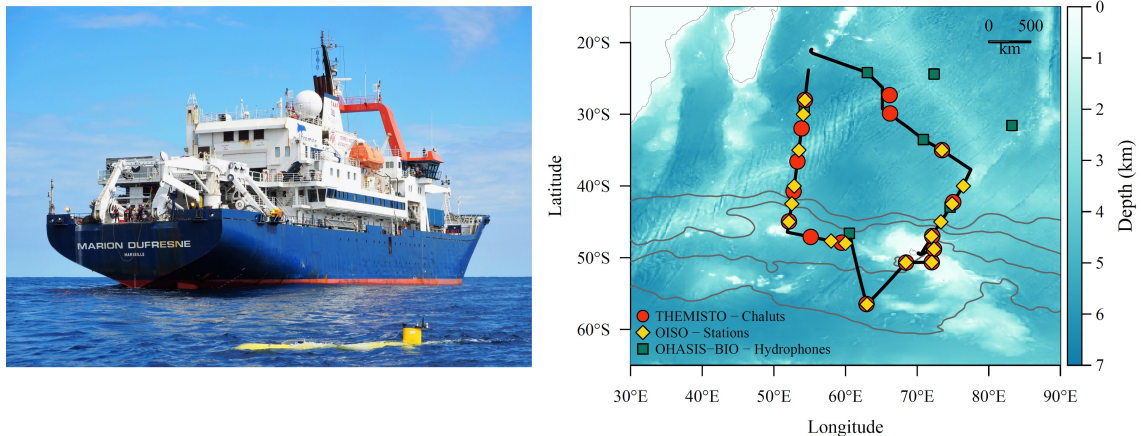 MARION DUFRESNE
MARSEILLE
15°S
20°S
30°S
40°S
50°S
60°S
Latitude
0 500
km
THEMISTO − Chaluts
OISO − Stations
OHASIS−BIO − Hydrophones
30°E 40°E 50°E 60°E 70°E 80°E 90°E
Longitude
0
1
2
3
4
5
6
7
Depth (km)